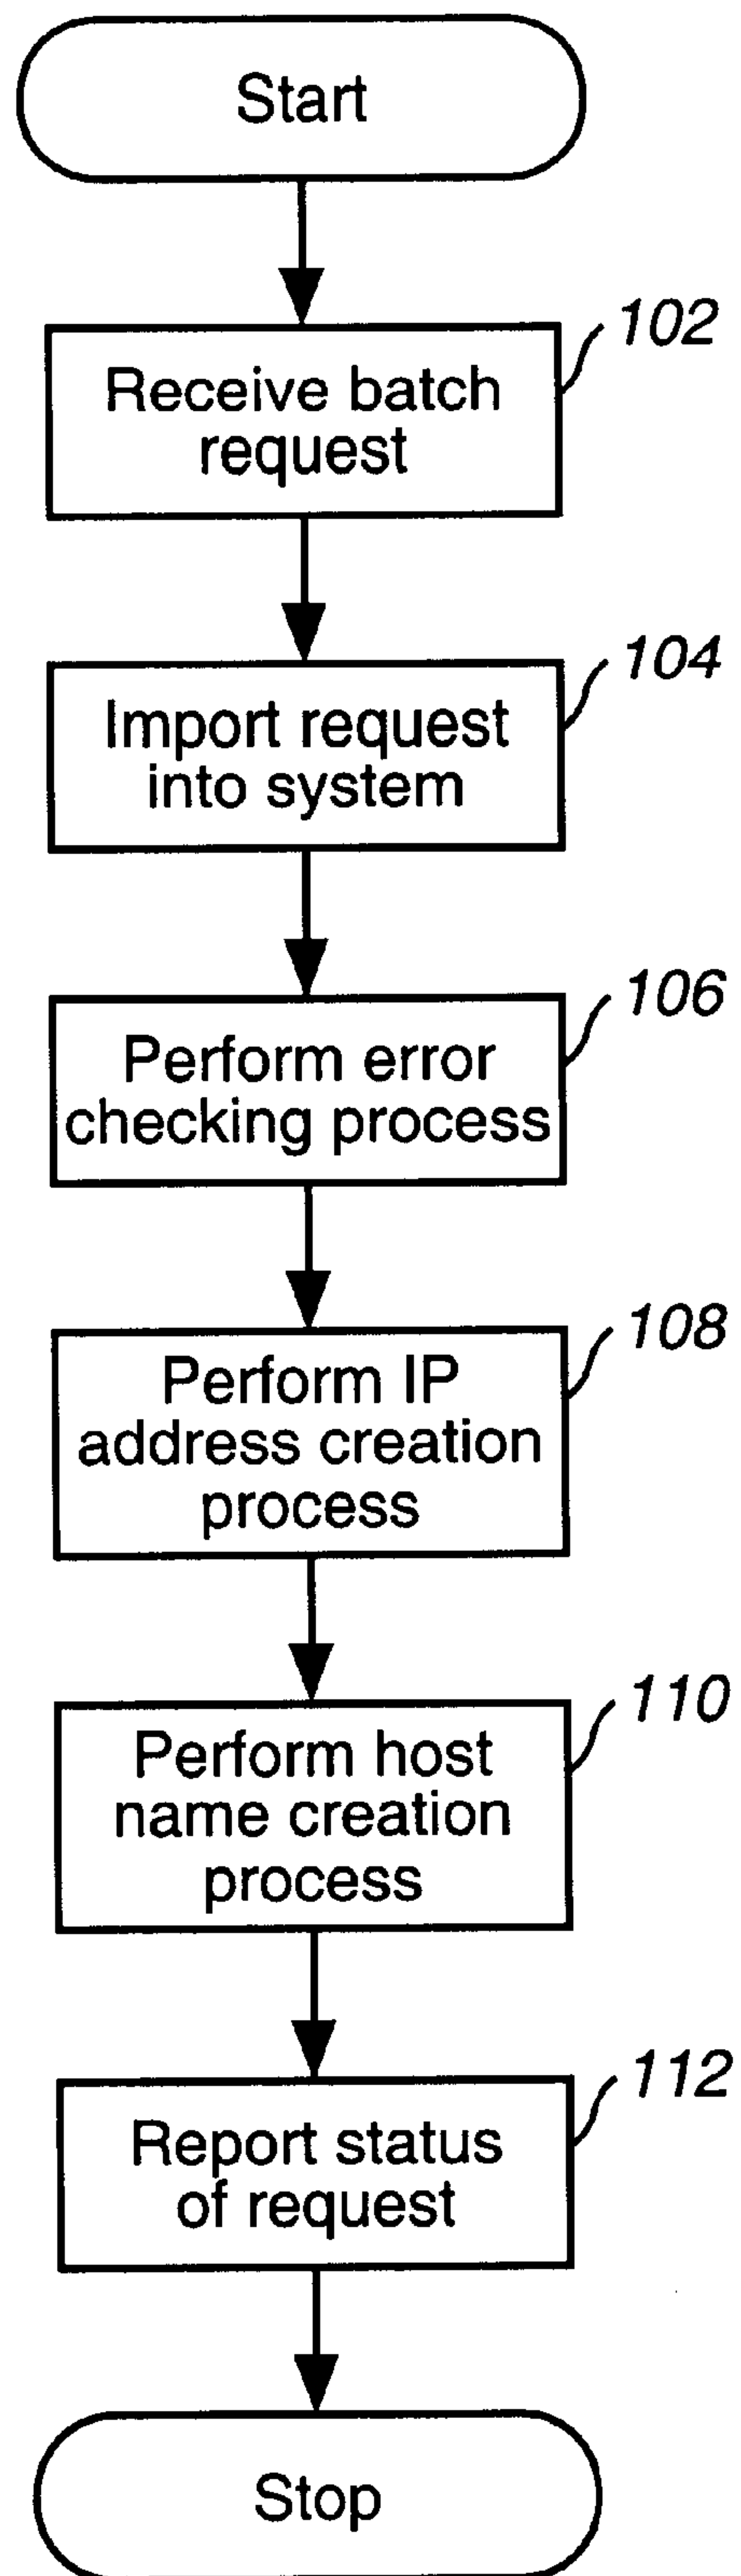 Start
102
Receive batch
request
104
Import request
into system
106
Perform error
checking process
108
Perform IP
address creation
process
110
Perform host
name creation
process
112
Report status
of request
Stop